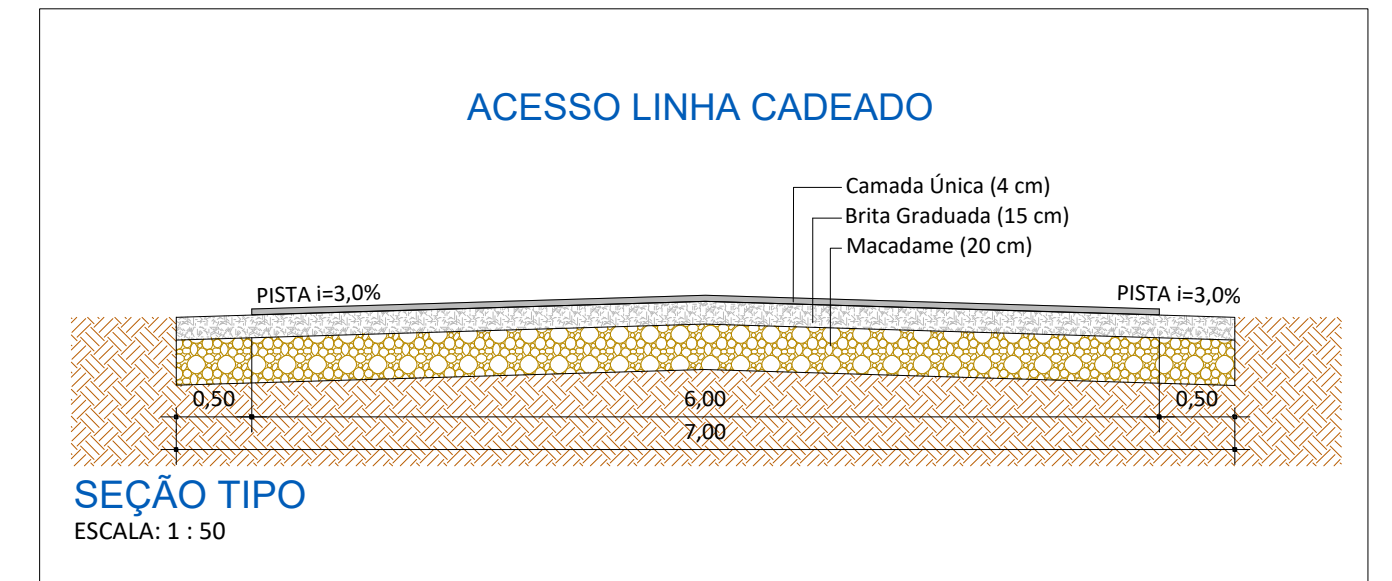 ACESSO LINHA CADEADO
Camada Única (4 cm)
Brita Graduada (15 cm)
Macadame (20 cm)
PISTA i=3,0%
PISTA i=3,0%
0,50
6,00
0,50
7,00
SEÇÃO TIPO
ESCALA: 1 : 50